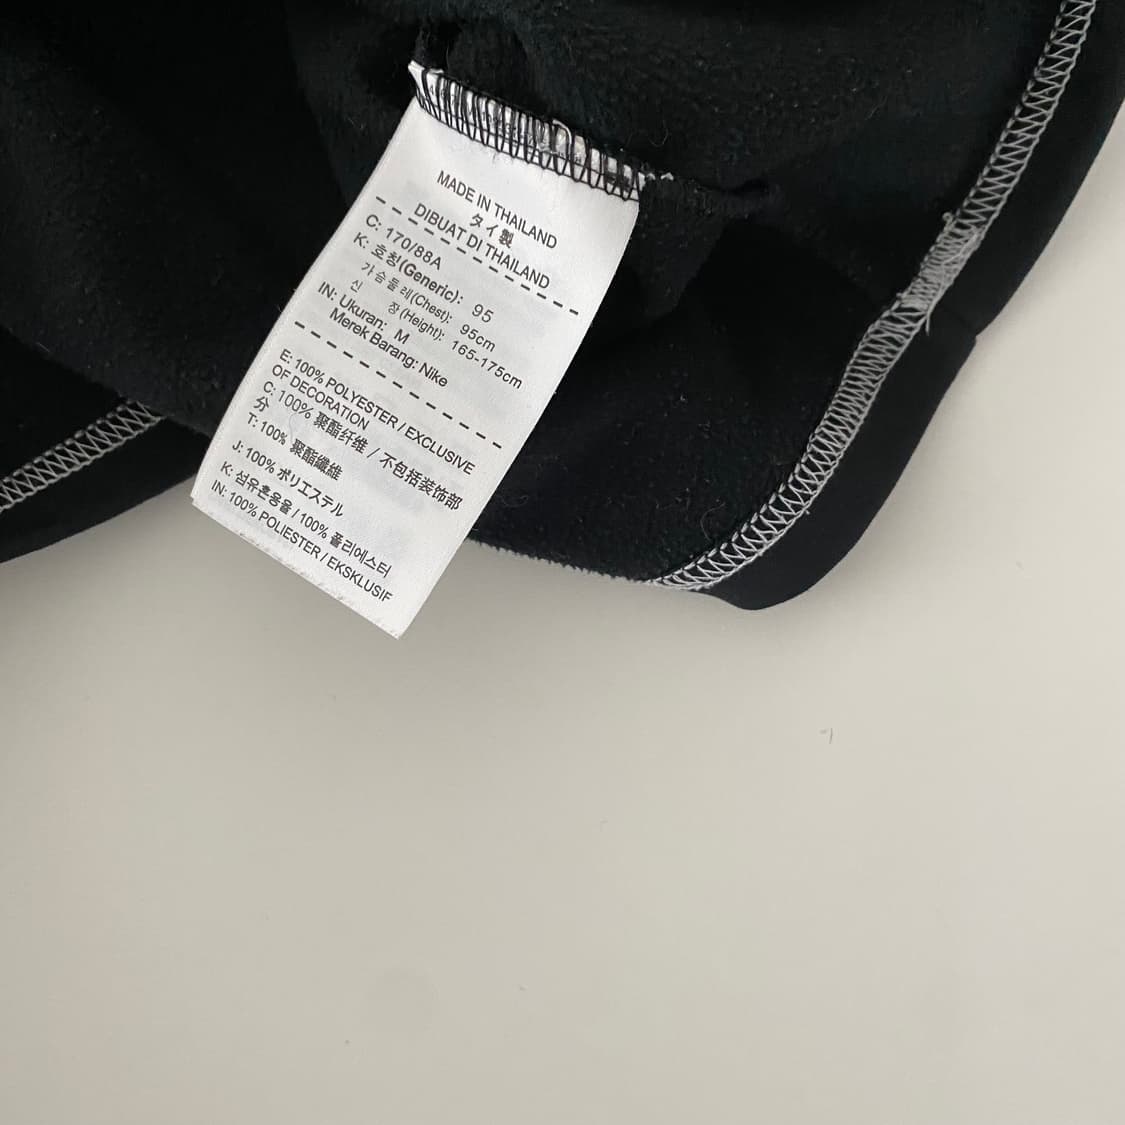 MADE IN THAILAND
タイ製
DIBUAT DI THAILAND
C: 170/88A
K: 호칭(Generic): 95
가슴둘레(Chest): 95cm
신 장(Height): 165-175cm
IN: Ukuran: M
Merek Barang: Nike
E: 100% POLYESTER / EXCLUSIVE
OF DECORATION
C: 100% 聚酯纤维 / 不包括装饰部
分
T: 100% 聚酯纖維
J: 100% ポリエステル
K: 섬유혼용율 / 100% 폴리에스터
IN: 100% POLIESTER / EKSKLUSIF